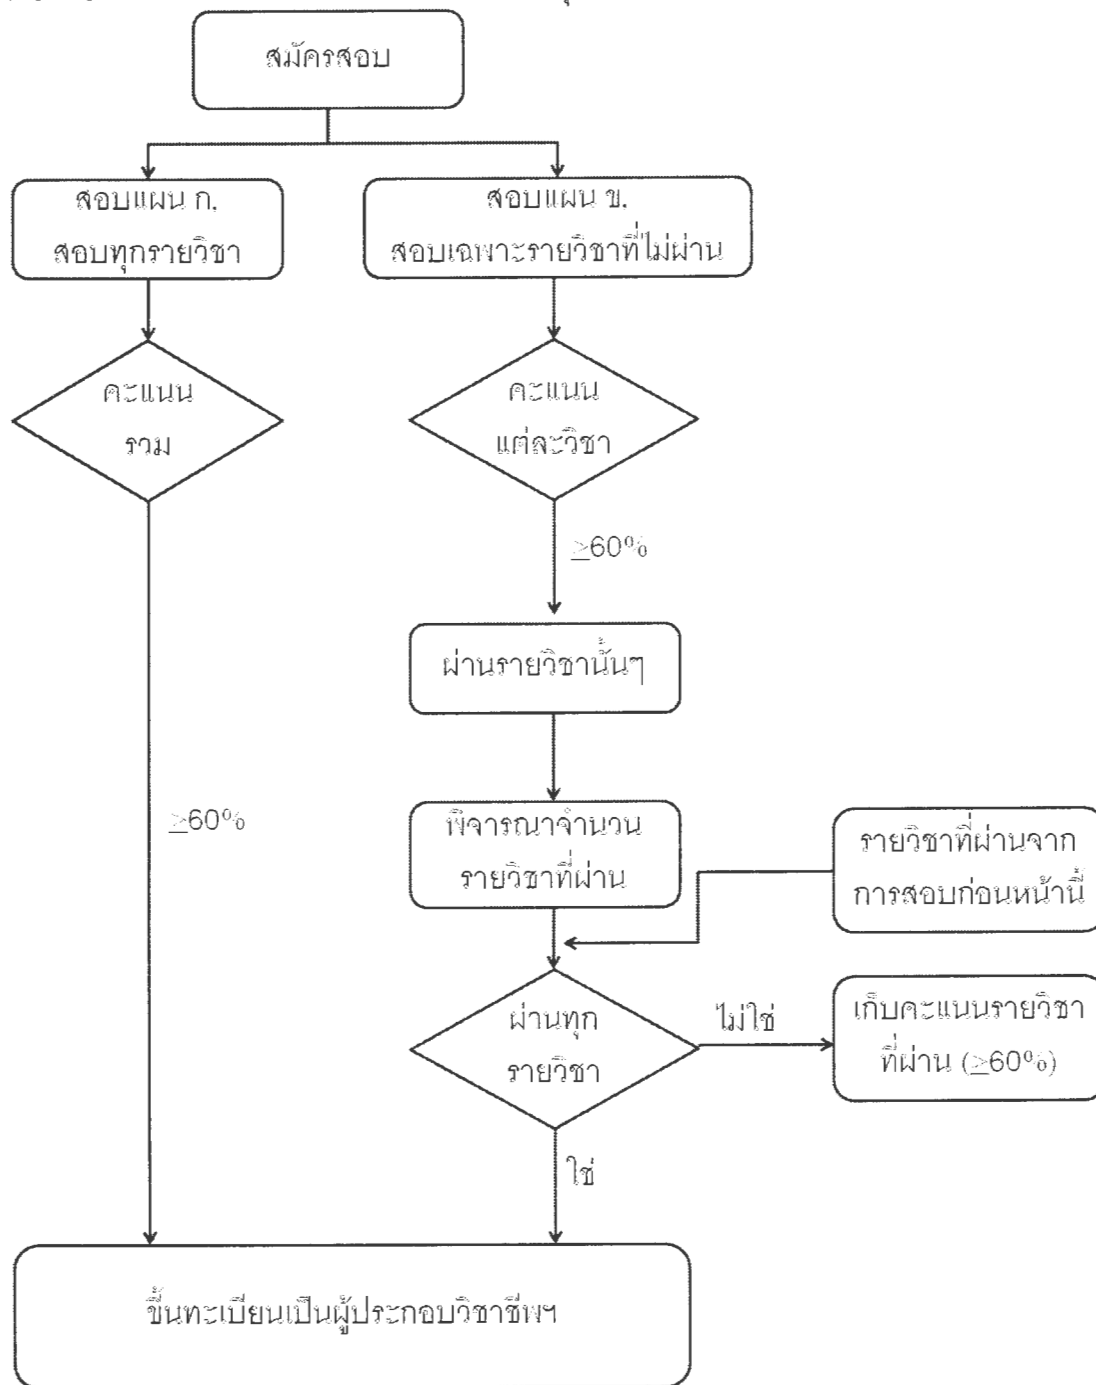 สมัครสอบ
สอบแผน ก.
สอบทุกรายวิชา
สอบแผน ข.
สอบเฉพาะรายวิชาที่ไม่ผ่าน
คะแนน
รวม
คะแนน
แต่ละวิชา
≥60%
ผ่านรายวิชานั้นๆ
≥60%
พิจารณาจำนวน
รายวิชาที่ผ่าน
รายวิชาที่ผ่านจาก
การสอบก่อนหน้านี้
ผ่านทุก
รายวิชา
ไม่ใช่
เก็บคะแนนรายวิชา
ที่ผ่าน (≥60%)
ใช่
ขึ้นทะเบียนเป็นผู้ประกอบวิชาชีพฯ